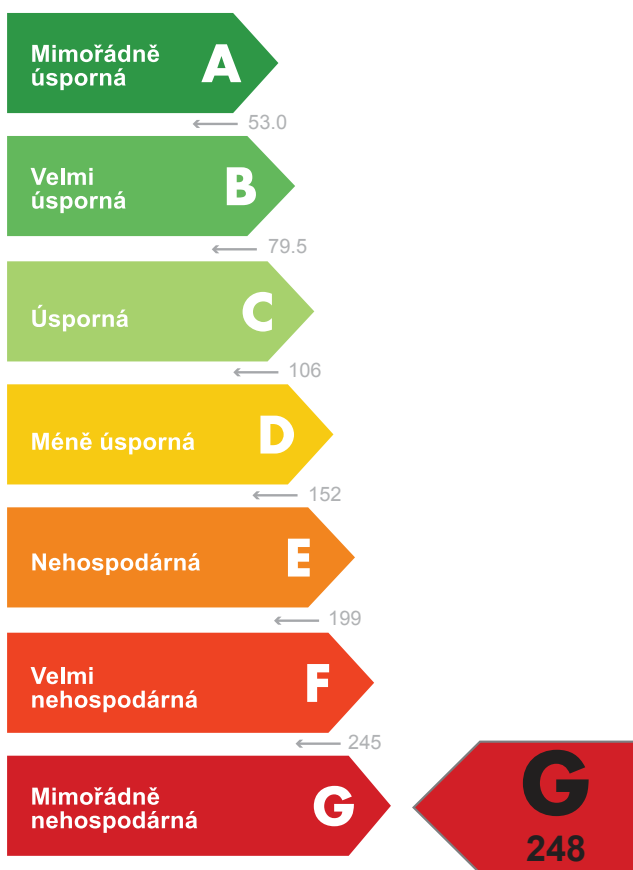 Mimořádně
úsporná
A
← 53.0
Velmi
úsporná
B
← 79.5
Úsporná
C
← 106
Méně úsporná
D
← 152
Nehospodárná
E
← 199
Velmi
nehospodárná
F
← 245
Mimořádně
nehospodárná
G
G
248